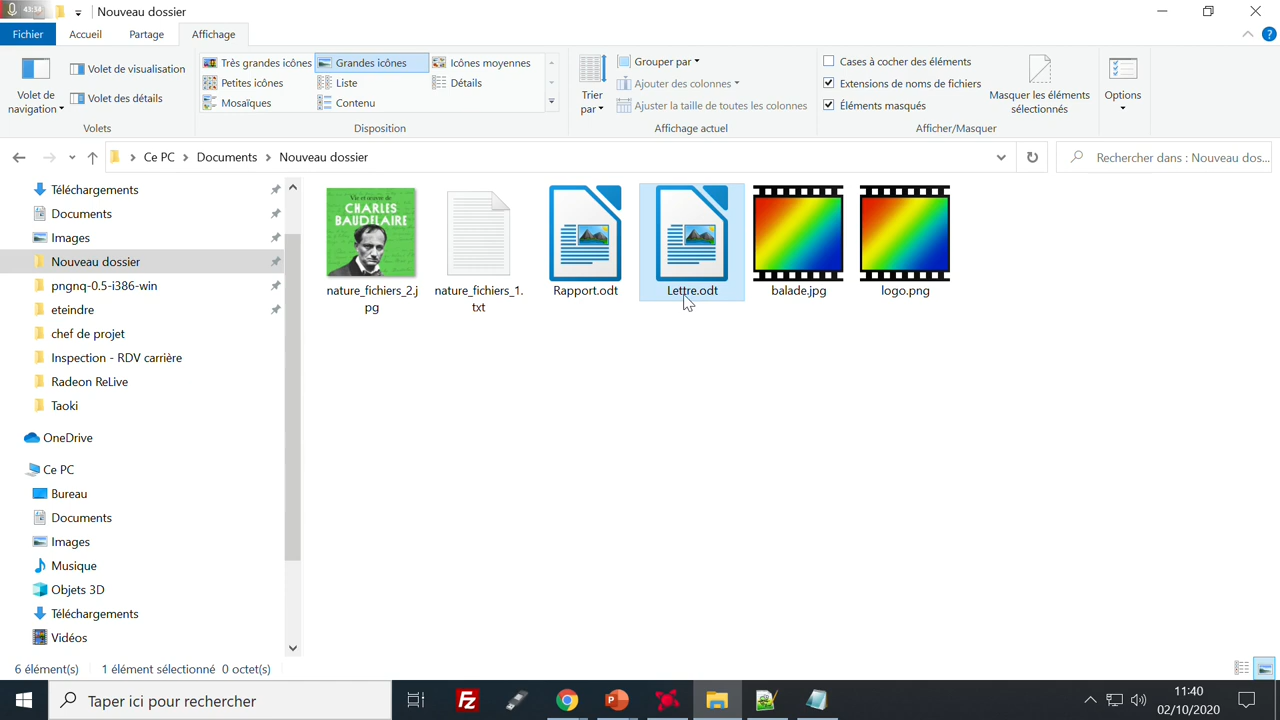 43:58
Nouveau dossier
Fichier
Accueil
Partage
Affichage
?
Volet de navigation
Volet de visualisation
Volet des détails
Volets
Très grandes icônes
Grandes icônes
Icônes moyennes
Petites icônes
Liste
Détails
Mosaïques
Contenu
Disposition
Trier par
Grouper par
Ajouter des colonnes
Ajuster la taille de toutes les colonnes
Affichage actuel
Cases à cocher des éléments
Extensions de noms de fichiers
Éléments masqués
Masquer les éléments sélectionnés
Afficher/Masquer
Options
Ce PC
Documents
Nouveau dossier
Rechercher dans : Nouveau dos...
Téléchargements
Documents
Images
Nouveau dossier
pngnq-0.5-i386-win
eteindre
chef de projet
Inspection - RDV carrière
Radeon ReLive
Taoki
OneDrive
Ce PC
Bureau
Documents
Images
Musique
Objets 3D
Téléchargements
Vidéos
Vie et œuvre de
CHARLES
BAUDELAIRE
nature_fichiers_2.j
pg
nature_fichiers_1.
txt
Rapport.odt
Lettre.odt
balade.jpg
logo.png
6 élément(s)
1 élément sélectionné 0 octet(s)
Taper ici pour rechercher
11:40
02/10/2020